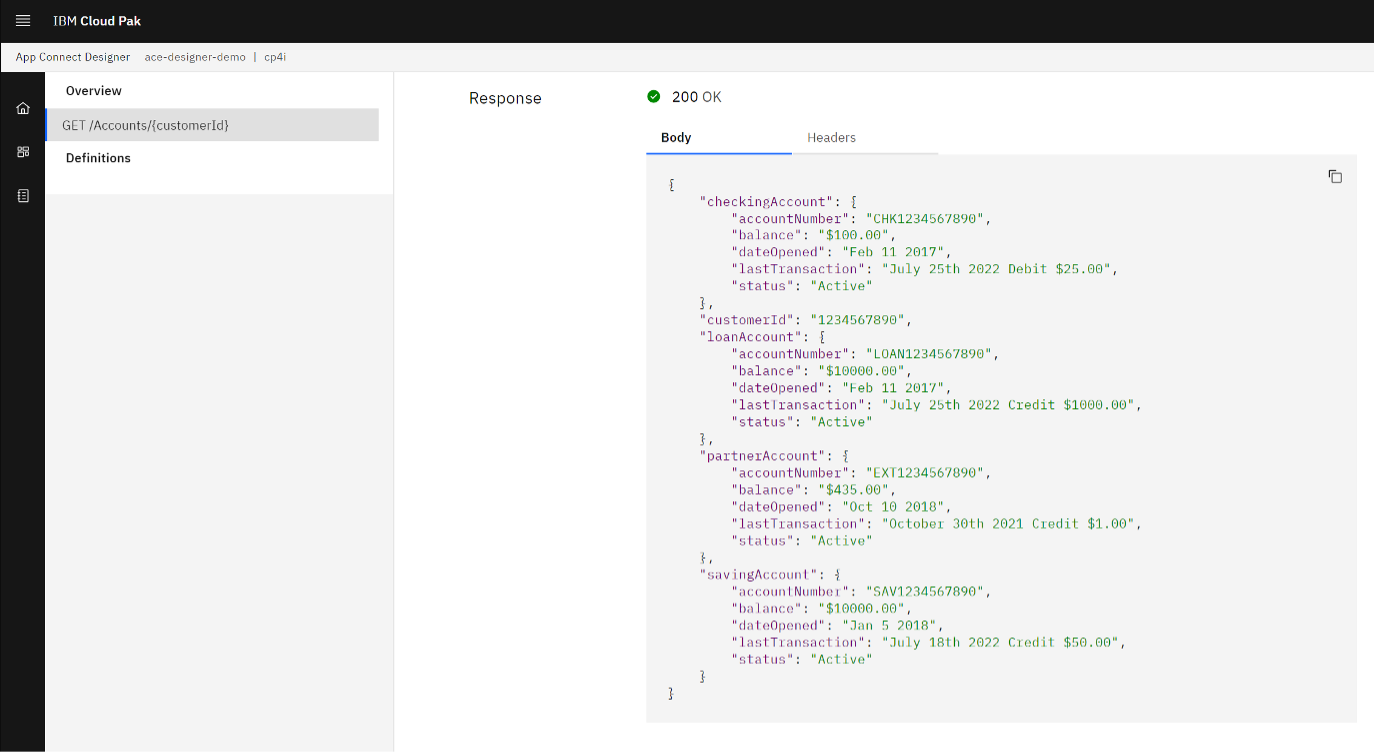 IBM Cloud Pak
App Connect Designer ace-designer-demo | cp4i
Overview
GET /Accounts/{customerId}
Definitions
Response
200 OK
Body Headers
{
    "checkingAccount": {
        "accountNumber": "CHK1234567890",
        "balance": "$100.00",
        "dateOpened": "Feb 11 2017",
        "lastTransaction": "July 25th 2022 Debit $25.00",
        "status": "Active"
    },
    "customerId": "1234567890",
    "loanAccount": {
        "accountNumber": "LOAN1234567890",
        "balance": "$10000.00",
        "dateOpened": "Feb 11 2017",
        "lastTransaction": "July 25th 2022 Credit $1000.00",
        "status": "Active"
    },
    "partnerAccount": {
        "accountNumber": "EXT1234567890",
        "balance": "$435.00",
        "dateOpened": "Oct 10 2018",
        "lastTransaction": "October 30th 2021 Credit $1.00",
        "status": "Active"
    },
    "savingAccount": {
        "accountNumber": "SAV1234567890",
        "balance": "$10000.00",
        "dateOpened": "Jan 5 2018",
        "lastTransaction": "July 18th 2022 Credit $50.00",
        "status": "Active"
    }
}